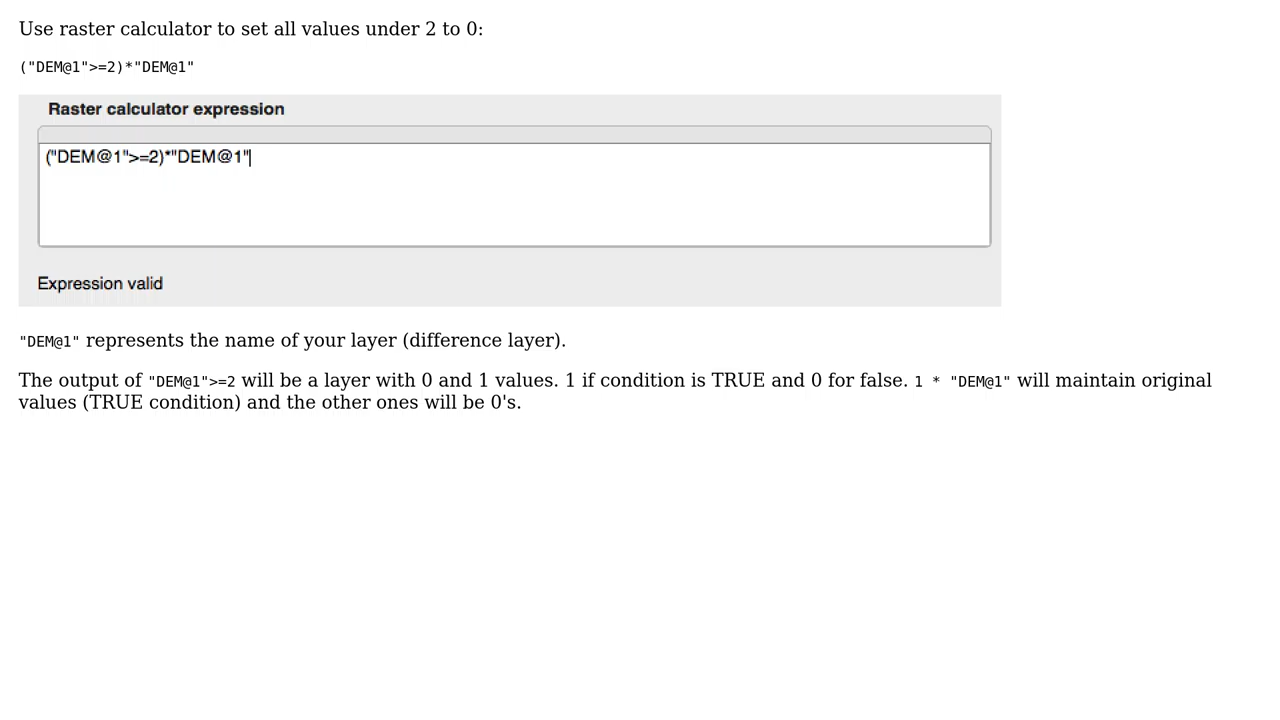 Use raster calculator to set all values under 2 to 0:
("DEM@1">=2)*"DEM@1"
Raster calculator expression
("DEM@1">=2)*"DEM@1"
Expression valid
"DEM@1" represents the name of your layer (difference layer).
The output of "DEM@1">=2 will be a layer with 0 and 1 values. 1 if condition is TRUE and 0 for false. 1 * "DEM@1" will maintain original
values (TRUE condition) and the other ones will be 0's.